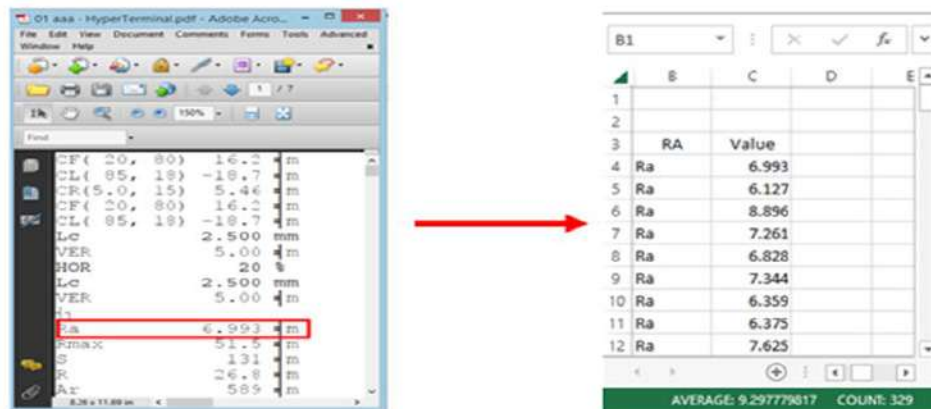 01 aaa - HyperTerminal.pdf - Adobe Acro...
File Edit View Document Comments Forms Tools Advanced
Window Help
1 / 7
150%
Find
CF( 20, 80) 16.2 m
CL( 85, 18) -18.7 m
CR(5.0, 15) 5.46 m
CF( 20, 80) 16.2 m
CL( 85, 18) -18.7 m
Lc 2.500 mm
VER 5.00 m
HOR 20 %
Lc 2.500 mm
VER 5.00 m
Ra 6.993 m
Rmax 51.5 m
S 131 m
R 26.8 m
Ar 589 m
8.26 x 11.69 in
B1 fx
B C D E
1
2
3 RA Value
4 Ra 6.993
5 Ra 6.127
6 Ra 8.896
7 Ra 7.261
8 Ra 6.828
9 Ra 7.344
10 Ra 6.359
11 Ra 6.375
12 Ra 7.625
AVERAGE: 9.297779817 COUNT: 329